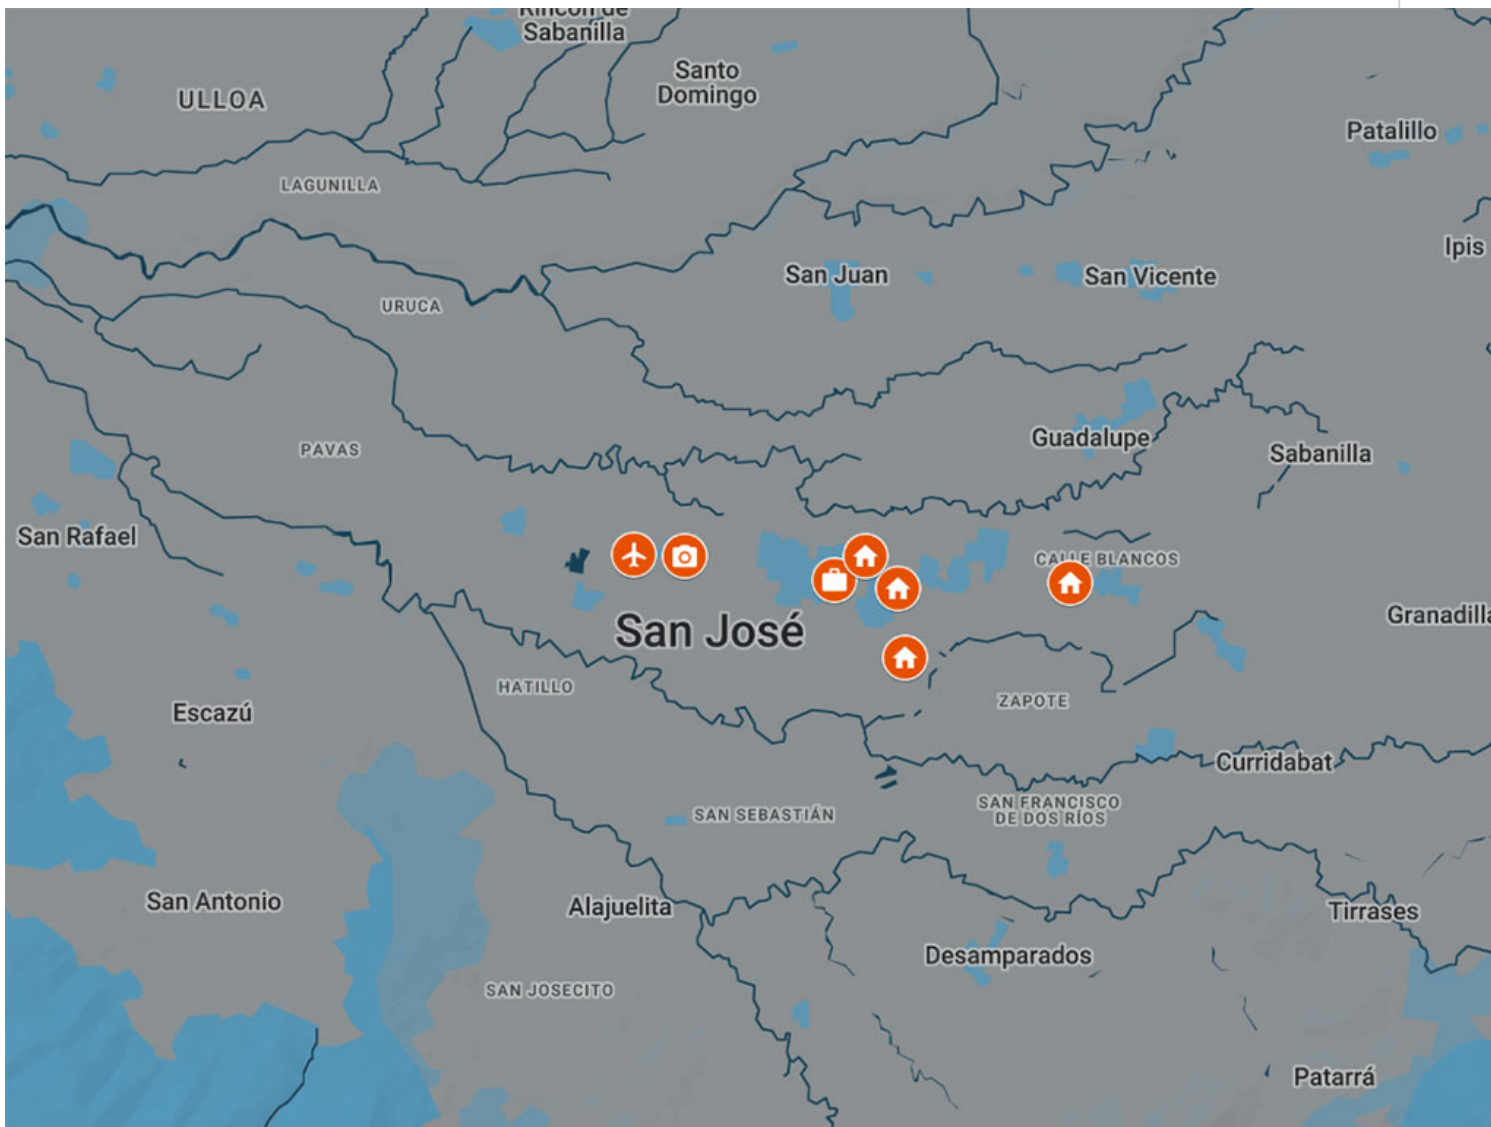 Rincón de
Sabanilla
Santo
Domingo
ULLOA
Patalillo
LAGUNILLA
Ipis
San Juan
San Vicente
URUCA
Guadalupe
Sabanilla
PAVAS
San Rafael
CALLE BLANCOS
Granadilla
San José
HATILLO
ZAPOTE
Escazú
Curridabat
SAN SEBASTIÁN
SAN FRANCISCO
DE DOS RÍOS
San Antonio
Alajuelita
Tirrases
Desamparados
SAN JOSECITO
Patarrá